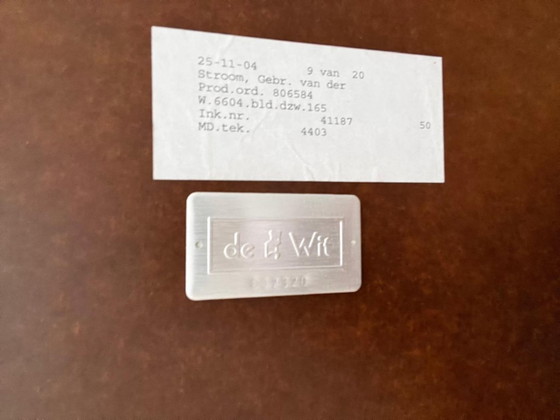 25-11-04 9 van 20
Stroom, Gebr. van der
Prod.ord. 806584
W.6604.bld.dzw.165
Ink.nr. 41187 50
MD.tek. 4403
de Wit